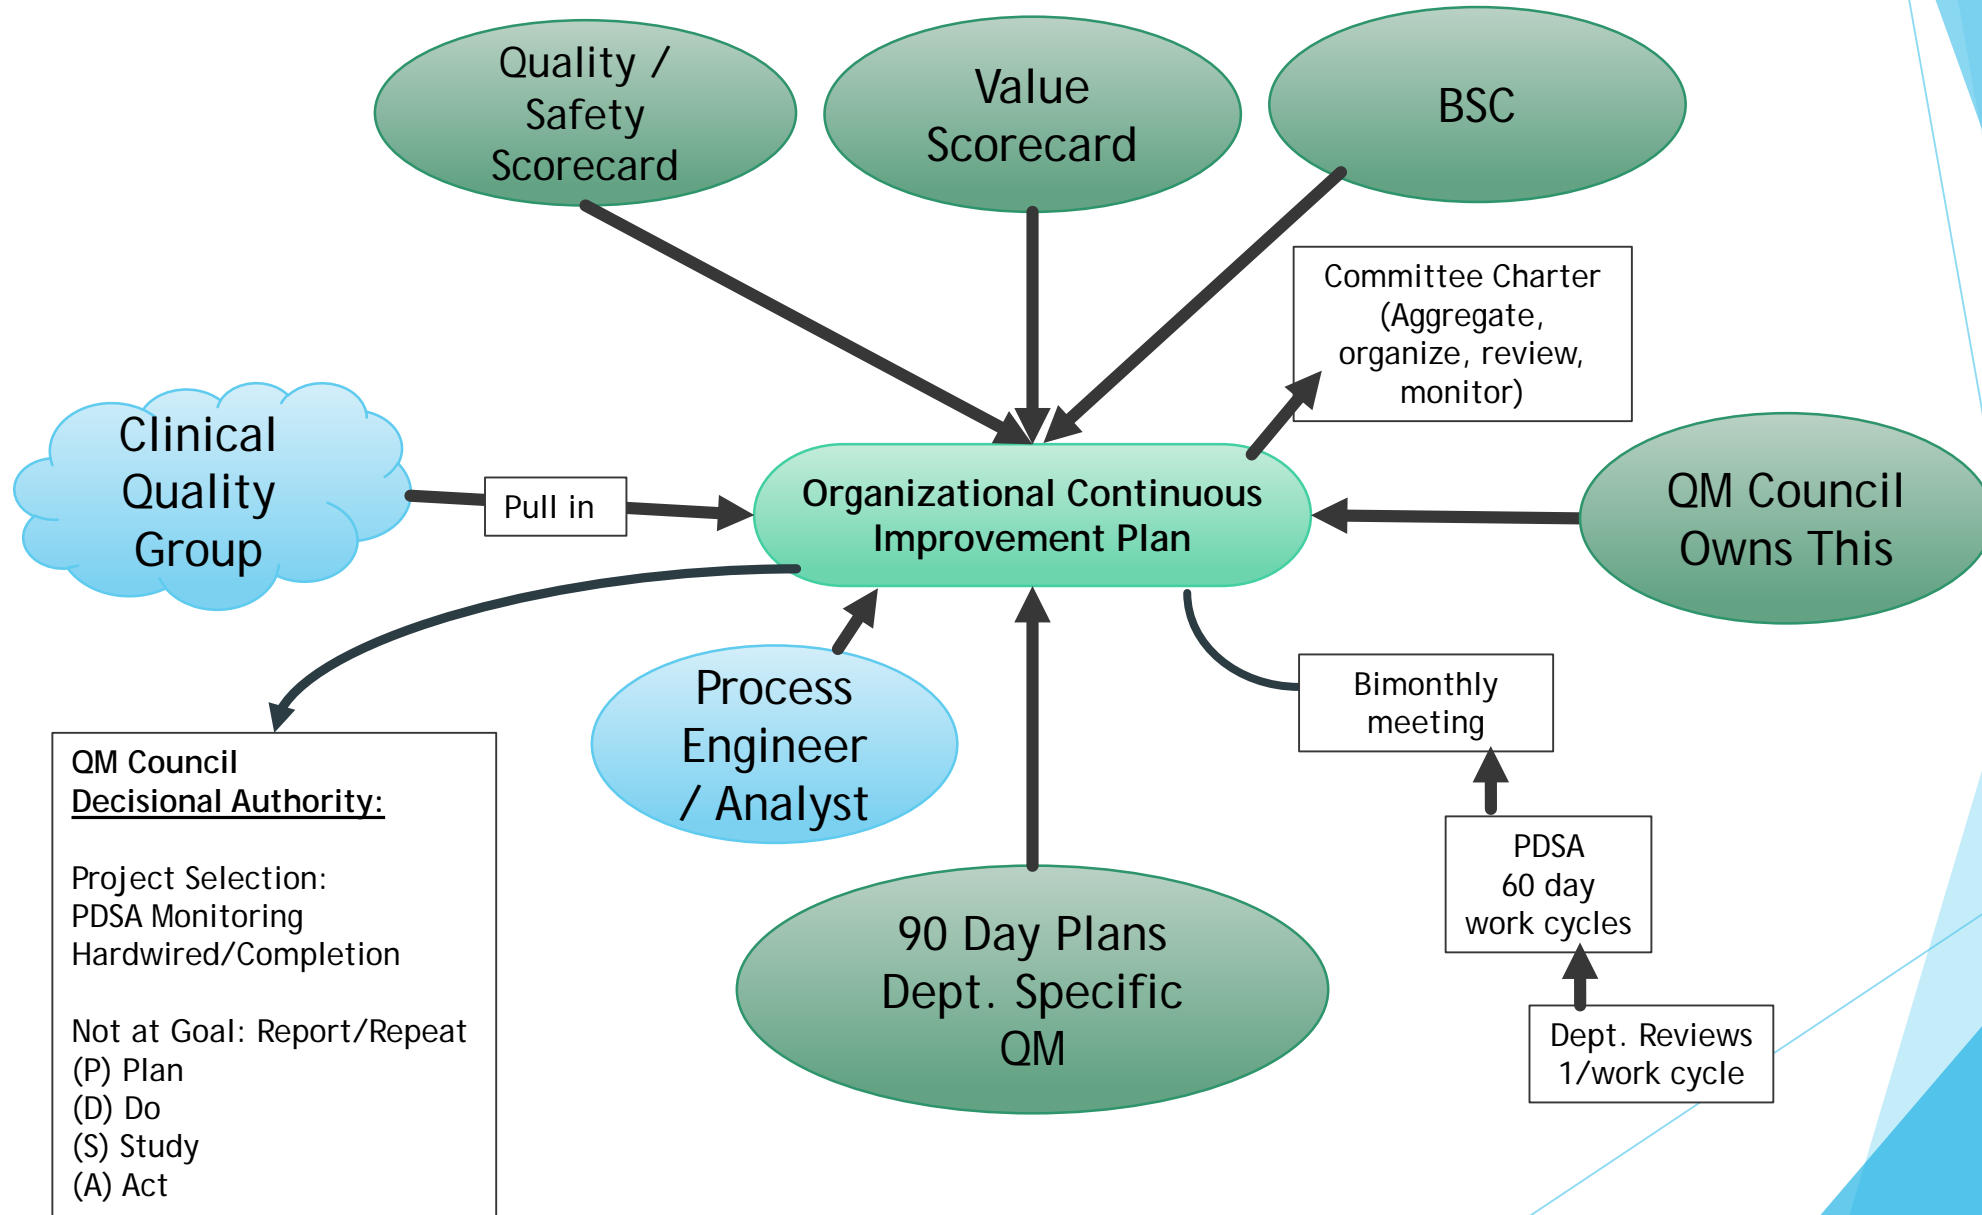 Quality /
Safety
Scorecard
Value
Scorecard
BSC
Committee Charter
(Aggregate,
organize, review,
monitor)
Clinical
Quality
Group
Pull in
Organizational Continuous
Improvement Plan
QM Council
Owns This
Process
Engineer
/ Analyst
Bimonthly
meeting
QM Council
Decisional Authority:
Project Selection:
PDSA Monitoring
Hardwired/Completion
Not at Goal: Report/Repeat
(P) Plan
(D) Do
(S) Study
(A) Act
90 Day Plans
Dept. Specific
QM
PDSA
60 day
work cycles
Dept. Reviews
1/work cycle